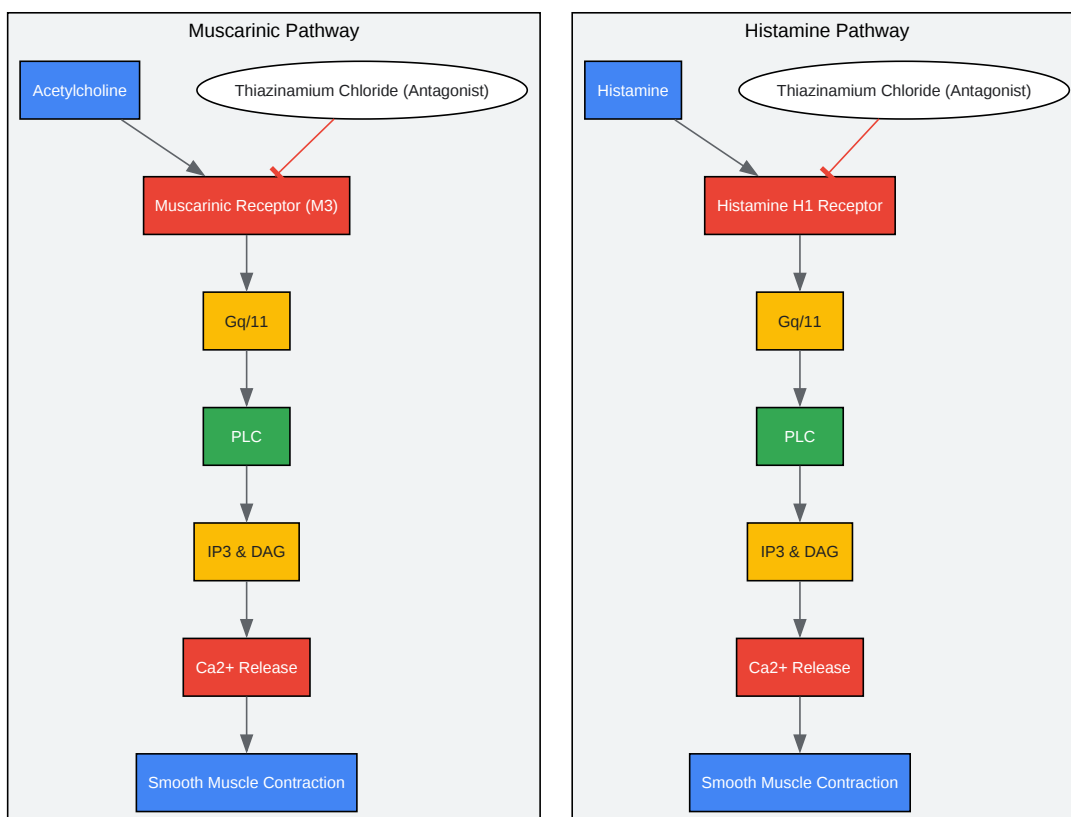 Muscarinic Pathway
Acetylcholine
Thiazinamium Chloride (Antagonist)
Muscarinic Receptor (M3)
Gq/11
PLC
IP3 & DAG
Ca2+ Release
Smooth Muscle Contraction
Histamine Pathway
Histamine
Thiazinamium Chloride (Antagonist)
Histamine H1 Receptor
Gq/11
PLC
IP3 & DAG
Ca2+ Release
Smooth Muscle Contraction